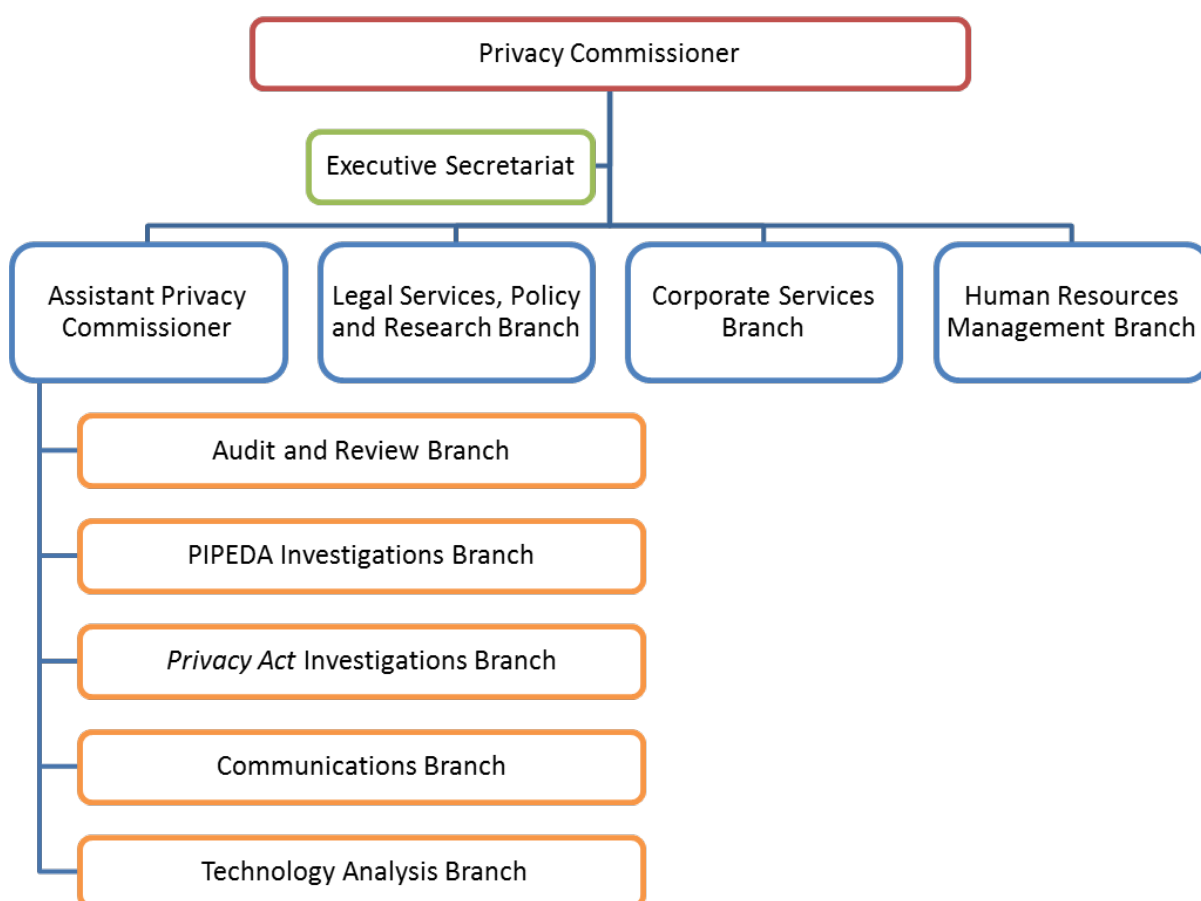 Privacy Commissioner
Executive Secretariat
Assistant Privacy
Commissioner
Legal Services, Policy
and Research Branch
Corporate Services
Branch
Human Resources
Management Branch
Audit and Review Branch
PIPEDA Investigations Branch
Privacy Act Investigations Branch
Communications Branch
Technology Analysis Branch